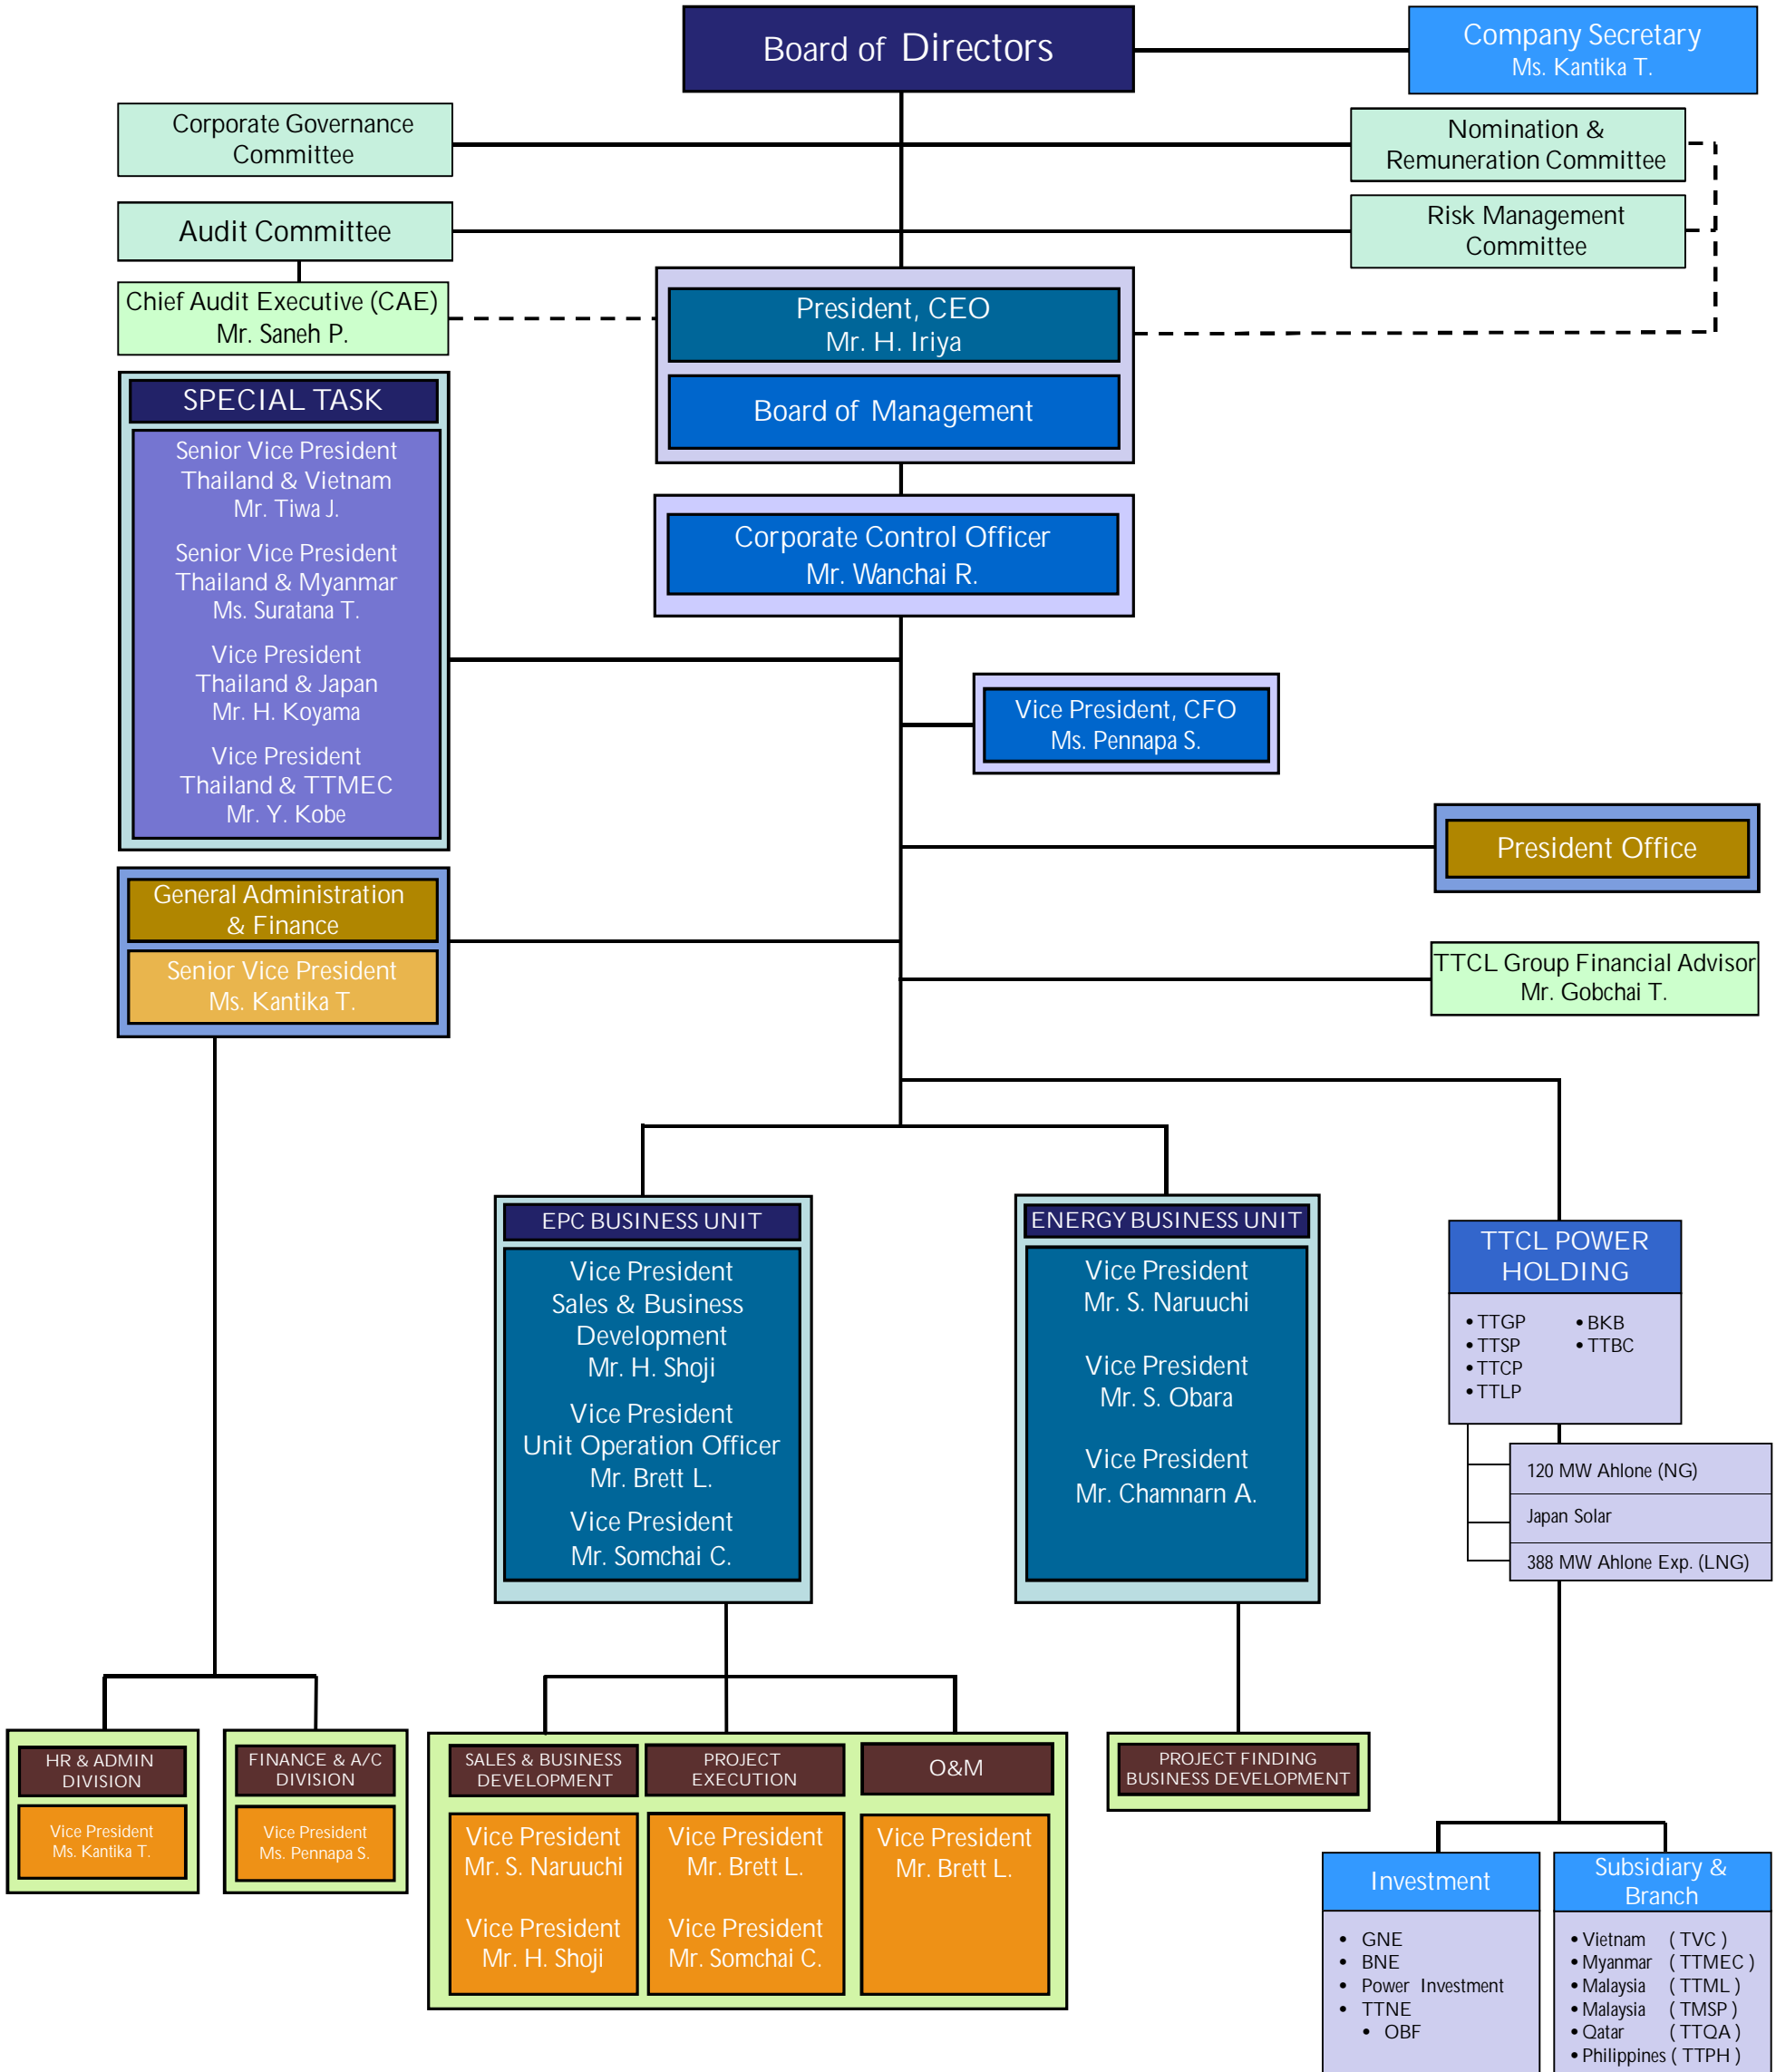 Board of Directors
Company Secretary
Ms. Kantika T.
Corporate Governance
Committee
Nomination &
Remuneration Committee
Audit Committee
Risk Management
Committee
Chief Audit Executive (CAE)
Mr. Saneh P.
President, CEO
Mr. H. Iriya
Board of Management
SPECIAL TASK
Senior Vice President
Thailand & Vietnam
Mr. Tiwa J.
Senior Vice President
Thailand & Myanmar
Ms. Suratana T.
Vice President
Thailand & Japan
Mr. H. Koyama
Vice President
Thailand & TTMEC
Mr. Y. Kobe
Corporate Control Officer
Mr. Wanchai R.
Vice President, CFO
Ms. Pennapa S.
President Office
General Administration
& Finance
Senior Vice President
Ms. Kantika T.
TTCL Group Financial Advisor
Mr. Gobchai T.
EPC BUSINESS UNIT
Vice President
Sales & Business
Development
Mr. H. Shoji
Vice President
Unit Operation Officer
Mr. Brett L.
Vice President
Mr. Somchai C.
ENERGY BUSINESS UNIT
Vice President
Mr. S. Naruuchi
Vice President
Mr. S. Obara
Vice President
Mr. Chamnarn A.
TTCL POWER
HOLDING
• TTGP
• TTSP
• TTCP
• TTLP
• BKB
• TTBC
120 MW Ahlone (NG)
Japan Solar
388 MW Ahlone Exp. (LNG)
HR & ADMIN
DIVISION
Vice President
Ms. Kantika T.
FINANCE & A/C
DIVISION
Vice President
Ms. Pennapa S.
SALES & BUSINESS
DEVELOPMENT
Vice President
Mr. S. Naruuchi
Vice President
Mr. H. Shoji
PROJECT
EXECUTION
Vice President
Mr. Brett L.
Vice President
Mr. Somchai C.
O&M
Vice President
Mr. Brett L.
PROJECT FINDING
BUSINESS DEVELOPMENT
Investment
• GNE
• BNE
• Power Investment
• TTNE
• OBF
Subsidiary &
Branch
• Vietnam ( TVC )
• Myanmar ( TTMEC )
• Malaysia ( TTML )
• Malaysia ( TMSP )
• Qatar ( TTQA )
• Philippines ( TTPH )